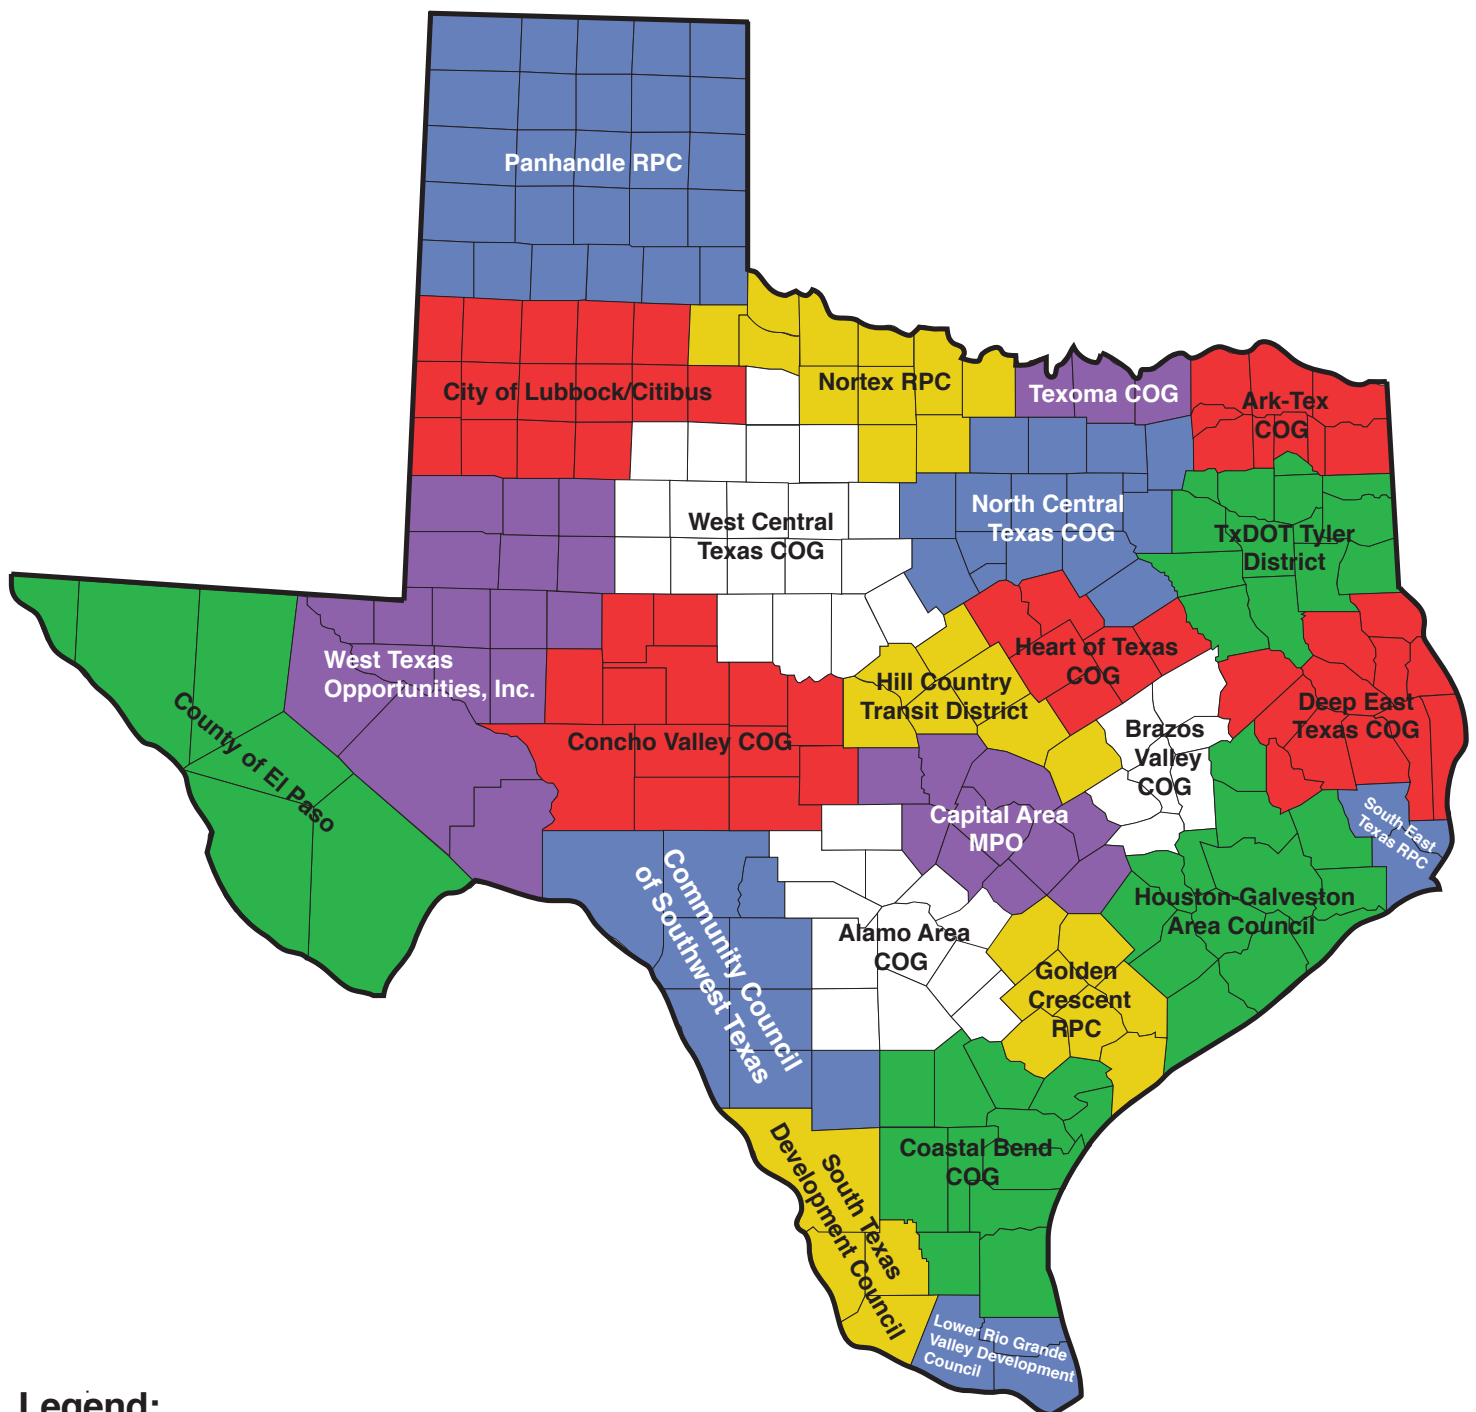 Panhandle RPC
City of Lubbock/Citibus
Nortex RPC
Texoma COG
Ark-Tex
COG
West Central
Texas COG
North Central
Texas COG
TxDOT Tyler
District
West Texas
Opportunities, Inc.
County of El Paso
Concho Valley COG
Hill Country
Transit District
Heart of Texas
COG
Brazos
Valley
COG
Deep East
Texas COG
South East
Texas RPC
Capital Area
MPO
Houston-Galveston
Area Council
Community Council
of Southwest Texas
Alamo Area
COG
Golden
Crescent
RPC
Coastal Bend
COG
South Texas
Development Council
Lower Rio Grande
Valley Development
Council
Legend: